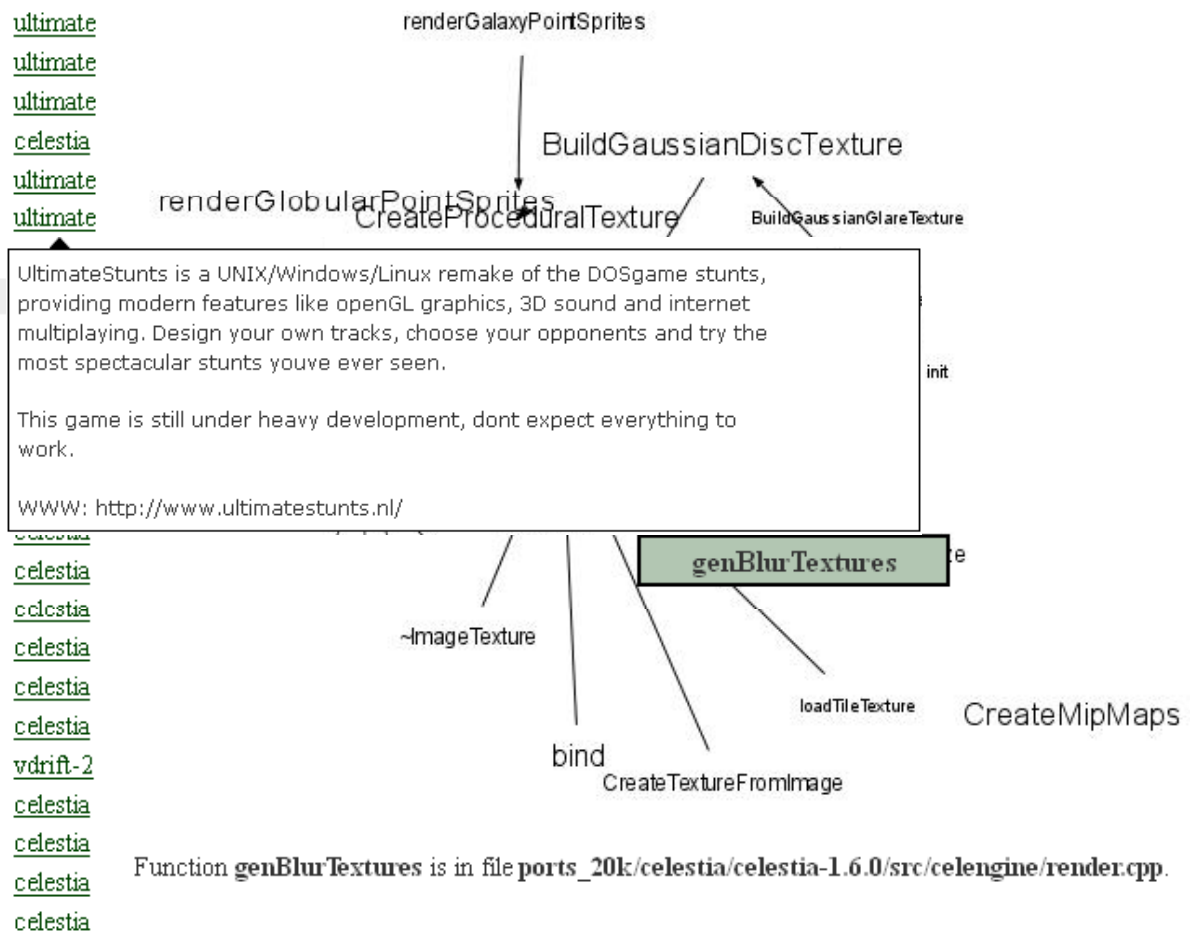 ultimate
ultimate
ultimate
celestia
ultimate
ultimate
renderGalaxyPointSprites
BuildGaussianDiscTexture
renderGlobularPointSprites
CreateProceduralTexture
BuildGaussianGlareTexture
UltimateStunts is a UNIX/Windows/Linux remake of the DOSgame stunts,
providing modern features like openGL graphics, 3D sound and internet
multiplaying. Design your own tracks, choose your opponents and try the
most spectacular stunts youve ever seen.
This game is still under heavy development, dont expect everything to
work.
WWW: http://www.ultimatestunts.nl/
init
genBlurTextures
celestia
celestia
celestia
celestia
celestia
vdrift-2
celestia
celestia
celestia
celestia
~ImageTexture
loadTileTexture
CreateMipMaps
bind
CreateTextureFromImage
Function genBlurTextures is in file ports_20k/celestia/celestia-1.6.0/src/celengine/render.cpp.